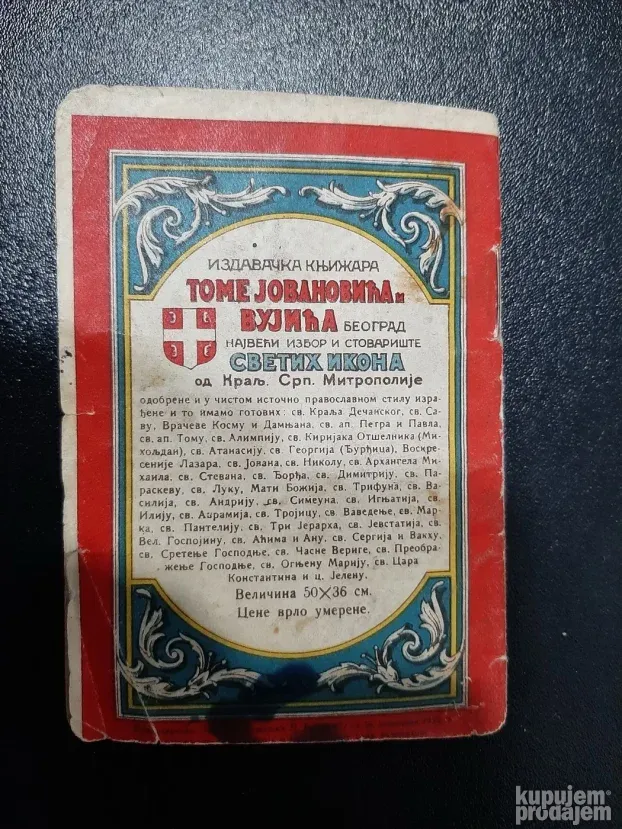 ИЗДАВАЧКА КЊИЖАРА
ТОМЕ ЈОВАНОВИЋА и
ВУЈИЋА БЕОГРАД
НАЈВЕЋИ ИЗБОР И СТОВАРИШТЕ
СВЕТИХ ИКОНА
од Краљ. Срп. Митрополије
одобрене и у чистом источно православном стилу изра-
ђене и то имамо готових: св. Краља Дечанског, св. Са-
ву, Врачеве Косму и Дамњана, св. ап. Петра и Павла,
св. ап. Тому, св. Алимпију, св. Киријака Отшелника (Ми-
хољдан), св. Атанасију, св. Георгија (Ђурђица), Воскре-
сеније Лазара, св. Јована, св. Николу, св. Архангела Ми-
хаила, св. Стевана, св. Ђорђа, св. Димитрију, св. Па-
раскеву, св. Луку, Мати Божија, св. Трифуна, св. Ва-
силија, св. Андрију, св. Симеуна, св. Игњатија, св.
Илију, св. Аврамија, св. Тројицу, св. Ваведење, св. Мар-
ка, св. Пантелију, св. Три Јерарха, св. Јевстатија, св.
Вел. Госпојину, св. Аћима и Ану, св. Сергија и Вакху,
св. Сретење Господње, св. Часне Вериге, св. Преобра-
жење Господње, св. Огњену Марију, св. Цара
Константина и ц. Јелену.
Величина 50X36 см.
Цене врло умерене.
kupujem
prodajem